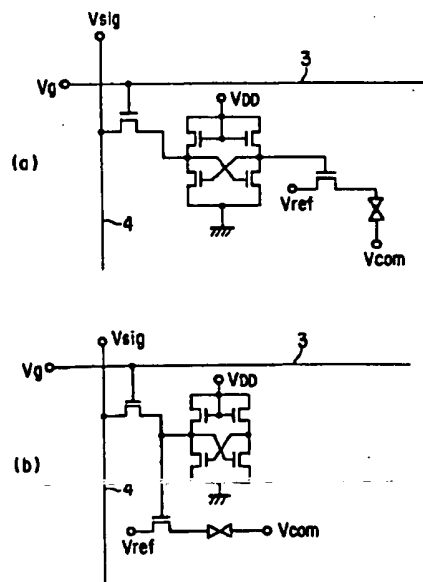 Vsig
Vg
3
VDD
(a)
Vref
4
Vcom
Vsig
Vg
3
VDD
(b)
4
Vref
Vcom